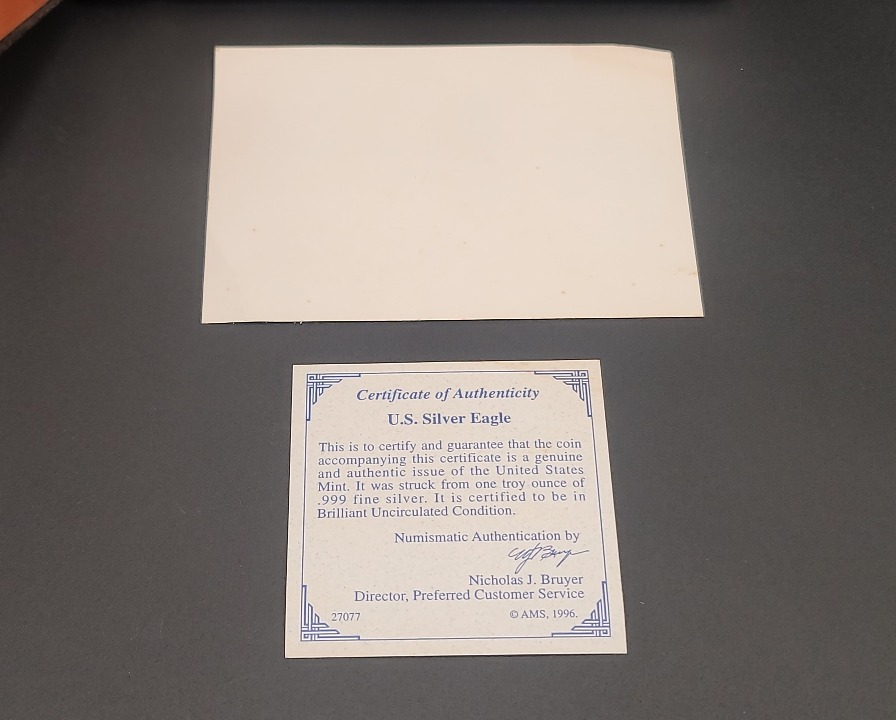 Certificate of Authenticity
U.S. Silver Eagle
This is to certify and guarantee that the coin
accompanying this certificate is a genuine
and authentic issue of the United States
Mint. It was struck from one troy ounce of
.999 fine silver. It is certified to be in
Brilliant Uncirculated Condition.
Numismatic Authentication by
Nicholas J. Bruyer
Director, Preferred Customer Service
27077
© AMS, 1996.